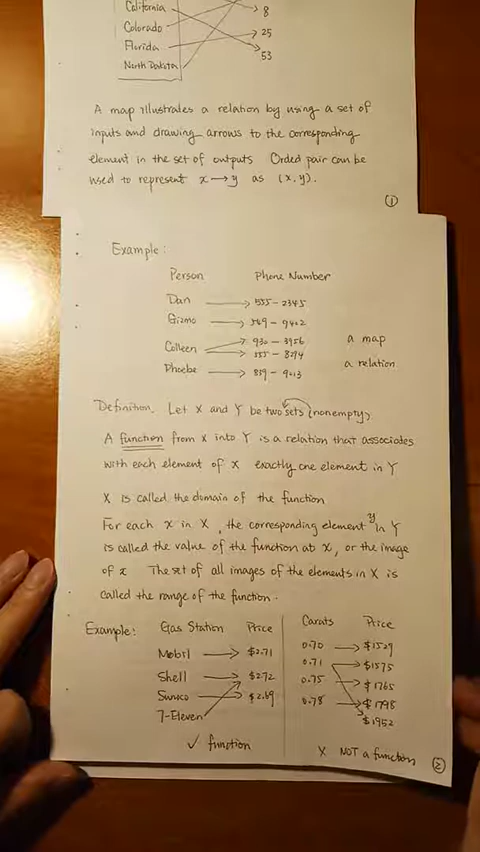 California
8
Colorado
25
Florida
53
North Dakota
A map illustrates a relation by using a set of
inputs and drawing arrows to the corresponding
element in the set of outputs Orded pair can be
used to represent x → y as (x, y).
1
Example:
Person Phone Number
Dan → 555-2345
Gizmo → 549-9402
Colleen → 930-3956
→ 555-8294
Phoebe → 839-9013
a map
a relation
Definition. Let X and Y be two sets (nonempty).
A function from X into Y is a relation that associates
with each element of X exactly one element in Y
X is called the domain of the function
For each x in X, the corresponding element y in Y
is called the value of the function at x, or the image
of x The set of all images of the elements in X is
called the range of the function.
Example: Gas Station Price
Mobil → $2.71
Shell → $2.72
Sunoco → $2.69
7-Eleven
✓ function
Carats Price
0.70 → $1529
0.71 → $1575
0.75 → $1765
0.78 → $1798
$1952
X NOT a function
2